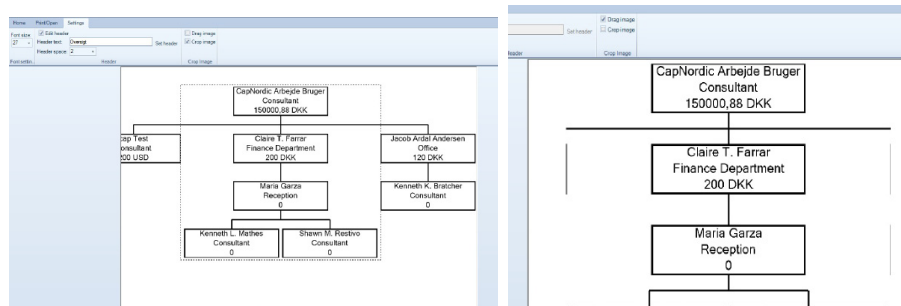 Home Print/Open Settings
Font size
27
Edit header
Header text: Oversigt
Header space: 2
Set header
Drag image
Crop image
Font settin..
Header
Crop Image
CapNordic Arbejde Bruger
Consultant
150000,88 DKK
cap Test
onsultant
200 USD
Claire T. Farrar
Finance Department
200 DKK
Jacob Ardal Andersen
Office
120 DKK
Maria Garza
Reception
0
Kenneth K. Bratcher
Consultant
0
Kenneth L. Mathes
Consultant
0
Shawn M. Restivo
Consultant
0
Set header
Drag image
Crop image
Header
Crop Image
CapNordic Arbejde Bruger
Consultant
150000,88 DKK
Claire T. Farrar
Finance Department
200 DKK
Maria Garza
Reception
0